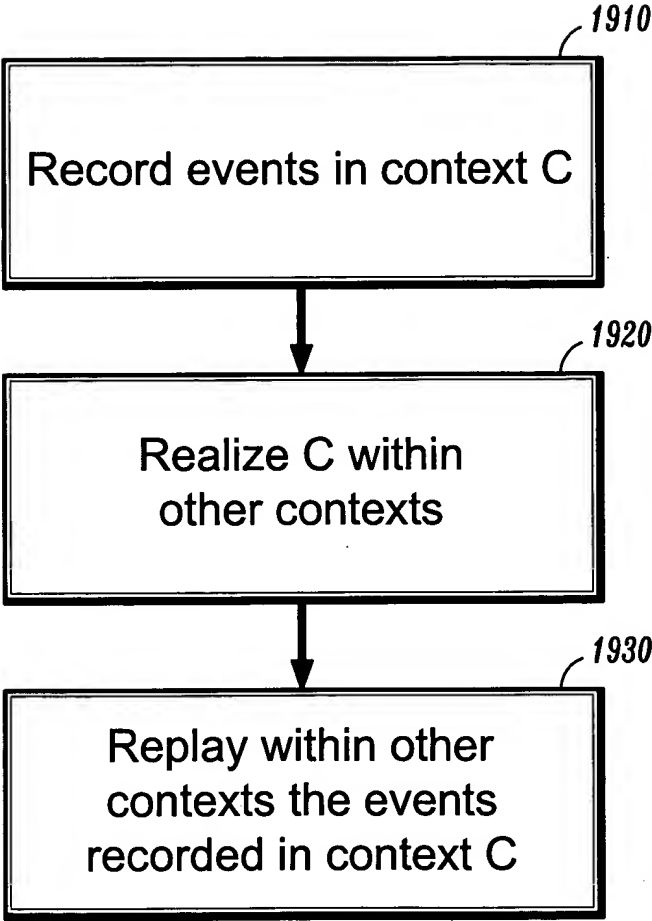 1910
Record events in context C
1920
Realize C within
other contexts
1930
Replay within other
contexts the events
recorded in context C